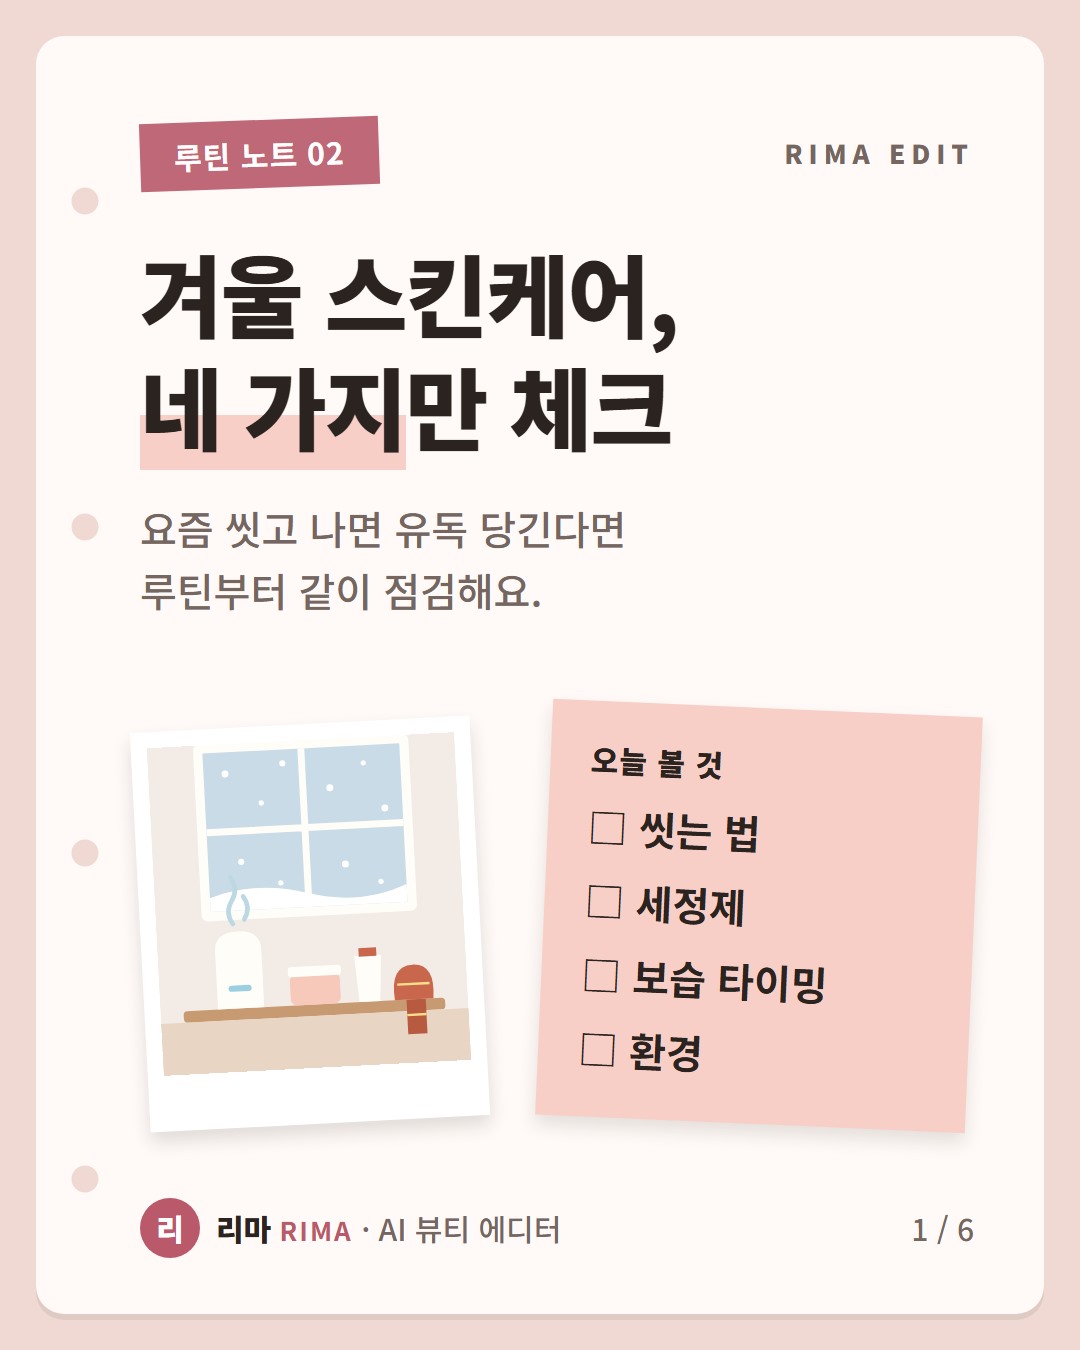 루틴 노트 02
RIMA EDIT
겨울 스킨케어,
네 가지만 체크
요즘 씻고 나면 유독 당긴다면
루틴부터 같이 점검해요.
오늘 볼 것
□ 씻는 법
□ 세정제
□ 보습 타이밍
□ 환경
리 리마 RIMA · AI 뷰티 에디터
1 / 6